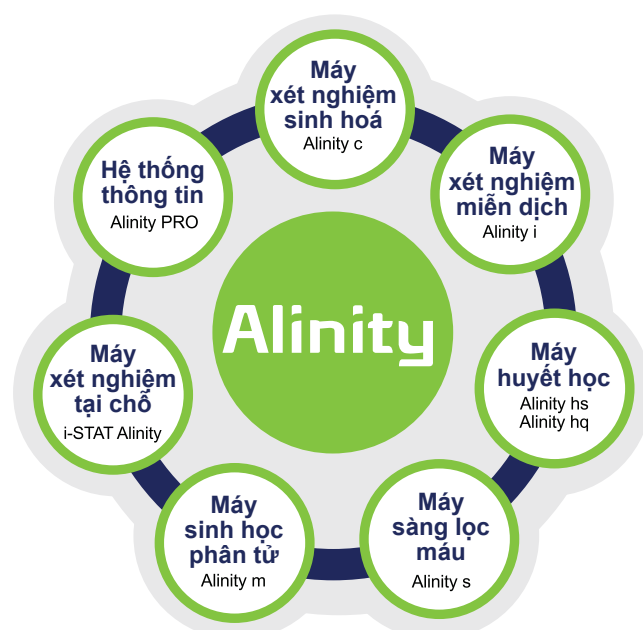 Máy
xét nghiệm
sinh hoá
Alinity c
Máy
xét nghiệm
miễn dịch
Alinity i
Máy
huyết học
Alinity hs
Alinity hq
Máy
sàng lọc
máu
Alinity s
Máy
sinh học
phân tử
Alinity m
Máy
xét nghiệm
tại chỗ
i-STAT Alinity
Hệ thống
thông tin
Alinity PRO
Alinity